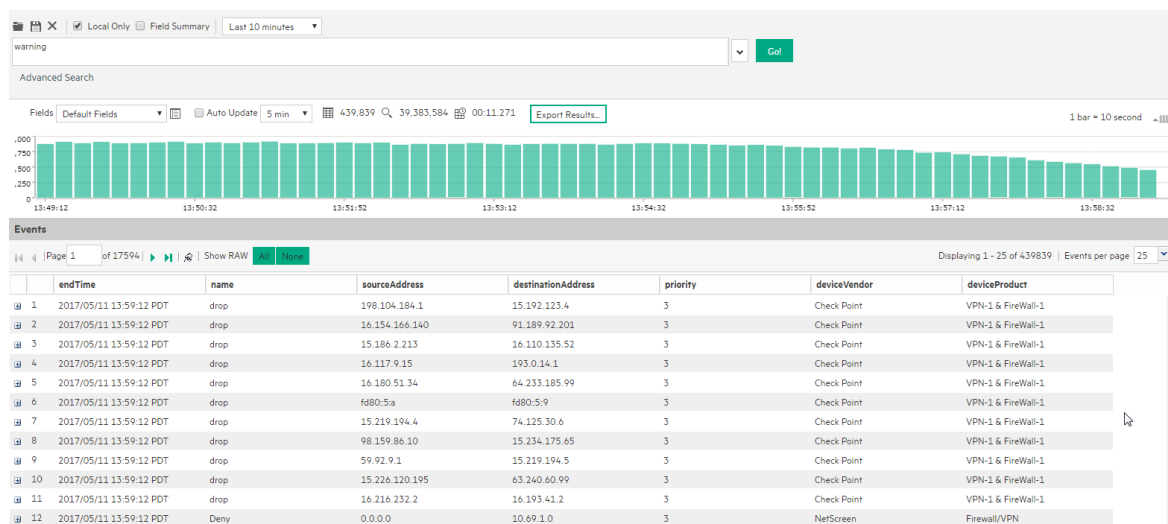 Local Only Field Summary Last 10 minutes
warning
Go!
Advanced Search
Fields Default Fields Auto Update 5 min 439,839 39,383,584 00:11.271 Export Results... 1 bar = 10 second
,000
,750
,500
,250
0
13:49:12 13:50:32 13:51:52 13:53:12 13:54:32 13:55:52 13:57:12 13:58:32
Events
Page 1 of 17594 Show RAW All None Displaying 1 - 25 of 439839 Events per page 25
endTime name sourceAddress destinationAddress priority deviceVendor deviceProduct
1 2017/05/11 13:59:12 PDT drop 198.104.184.1 15.192.123.4 3 Check Point VPN-1 & FireWall-1
2 2017/05/11 13:59:12 PDT drop 16.154.166.140 91.189.92.201 3 Check Point VPN-1 & FireWall-1
3 2017/05/11 13:59:12 PDT drop 15.186.2.213 16.110.135.52 3 Check Point VPN-1 & FireWall-1
4 2017/05/11 13:59:12 PDT drop 16.117.9.15 193.0.14.1 3 Check Point VPN-1 & FireWall-1
5 2017/05/11 13:59:12 PDT drop 16.180.51.34 64.233.185.99 3 Check Point VPN-1 & FireWall-1
6 2017/05/11 13:59:12 PDT drop fd80::5:a fd80::5:9 3 Check Point VPN-1 & FireWall-1
7 2017/05/11 13:59:12 PDT drop 15.219.194.4 74.125.30.6 3 Check Point VPN-1 & FireWall-1
8 2017/05/11 13:59:12 PDT drop 98.159.86.10 15.234.175.65 3 Check Point VPN-1 & FireWall-1
9 2017/05/11 13:59:12 PDT drop 59.92.9.1 15.219.194.5 3 Check Point VPN-1 & FireWall-1
10 2017/05/11 13:59:12 PDT drop 15.226.120.195 63.240.60.99 3 Check Point VPN-1 & FireWall-1
11 2017/05/11 13:59:12 PDT drop 16.216.232.2 16.193.41.2 3 Check Point VPN-1 & FireWall-1
12 2017/05/11 13:59:12 PDT Deny 0.0.0.0 10.69.1.0 3 NetScreen Firewall/VPN